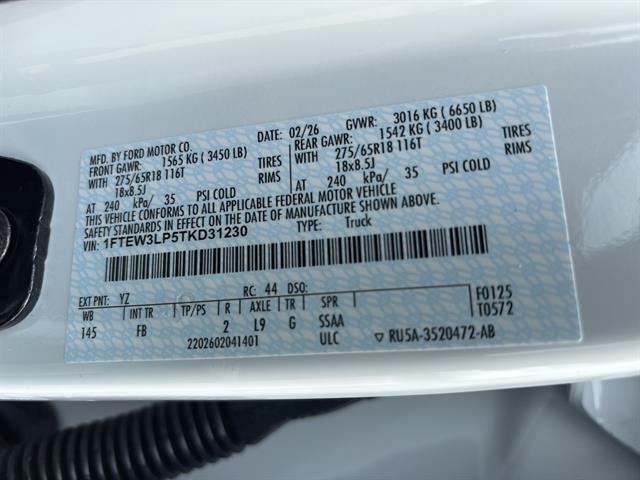 MFD. BY FORD MOTOR CO. DATE: 02/26 GVWR: 3016 KG (6650 LB)
FRONT GAWR: 1565 KG (3450 LB) REAR GAWR: 1542 KG (3400 LB)
WITH 275/65R18 116T TIRES WITH 275/65R18 116T TIRES
18x8.5J RIMS 18x8.5J RIMS
AT 240 kPa/ 35 PSI COLD AT 240 kPa/ 35 PSI COLD
THIS VEHICLE CONFORMS TO ALL APPLICABLE FEDERAL MOTOR VEHICLE
SAFETY STANDARDS IN EFFECT ON THE DATE OF MANUFACTURE SHOWN ABOVE.
VIN: 1FTEW3LP5TKD31230 TYPE: Truck
EXT PNT: YZ RC: 44 DSO: F0125
WB INT TR TP/PS R AXLE TR SPR T0572
145 FB 2 L9 G SSAA
2202602041401 ULC ▽ RU5A-3520472-AB